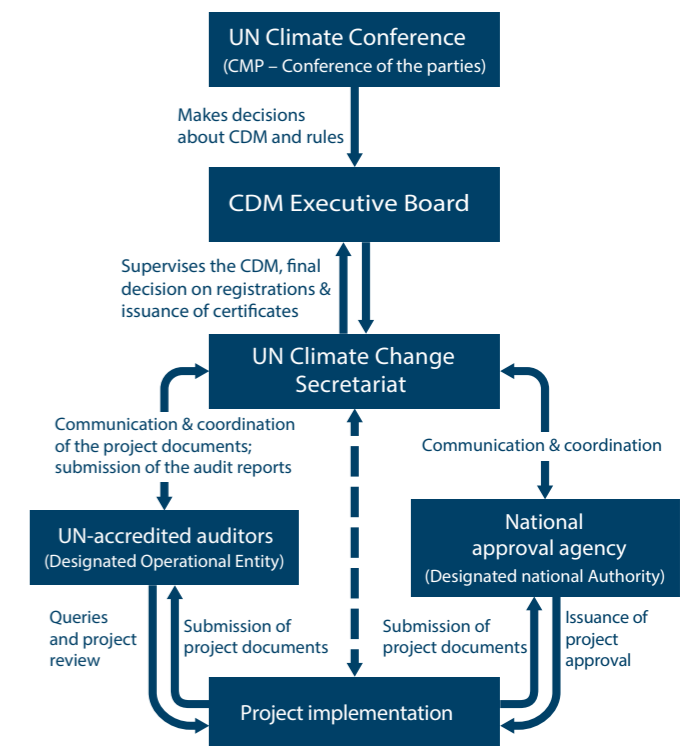 UN Climate Conference
(CMP – Conference of the parties)
Makes decisions
about CDM and rules
CDM Executive Board
Supervises the CDM, final
decision on registrations &
issuance of certificates
UN Climate Change
Secretariat
Communication & coordination
of the project documents;
submission of the audit reports
Communication & coordination
UN-accredited auditors
(Designated Operational Entity)
National
approval agency
(Designated national Authority)
Queries
and project
review
Submission of
project documents
Submission of
project documents
Issuance of
project
approval
Project implementation